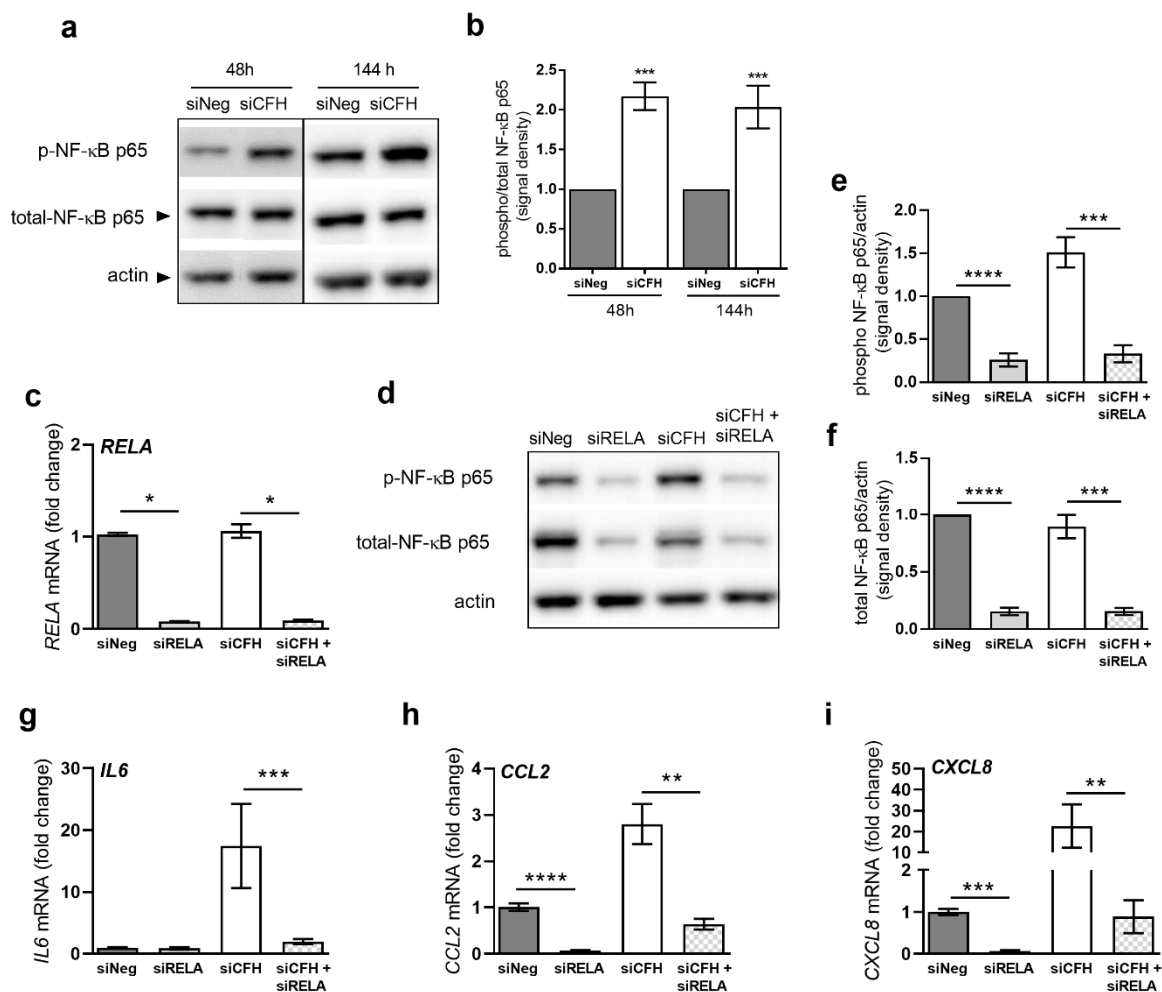 a
48h
144 h
siNeg siCFH
siNeg siCFH
p-NF-κB p65
total-NF-κB p65
actin
b
phospho/total NF-κB p65
(signal density)
2.5
2.0
1.5
1.0
0.5
0.0
***
***
siNeg
siCFH
siNeg
siCFH
48h
144h
e
phospho NF-κB p65/actin
(signal density)
2.0
1.5
1.0
0.5
0.0
****
***
siNeg
siRELA
siCFH
siCFH +
siRELA
c
RELA
RELA mRNA (fold change)
2
1
0
*
*
siNeg
siRELA
siCFH
siCFH +
siRELA
d
siNeg
siRELA
siCFH
siCFH +
siRELA
p-NF-κB p65
total-NF-κB p65
actin
f
total NF-κB p65/actin
(signal density)
1.5
1.0
0.5
0.0
****
***
siNeg
siRELA
siCFH
siCFH +
siRELA
g
IL6
IL6 mRNA (fold change)
30
20
10
0
***
siNeg
siRELA
siCFH
siCFH +
siRELA
h
CCL2
CCL2 mRNA (fold change)
4
3
2
1
0
****
**
siNeg
siRELA
siCFH
siCFH +
siRELA
i
CXCL8
CXCL8 mRNA (fold change)
50
40
30
20
10
2
1
0
***
**
siNeg
siRELA
siCFH
siCFH +
siRELA